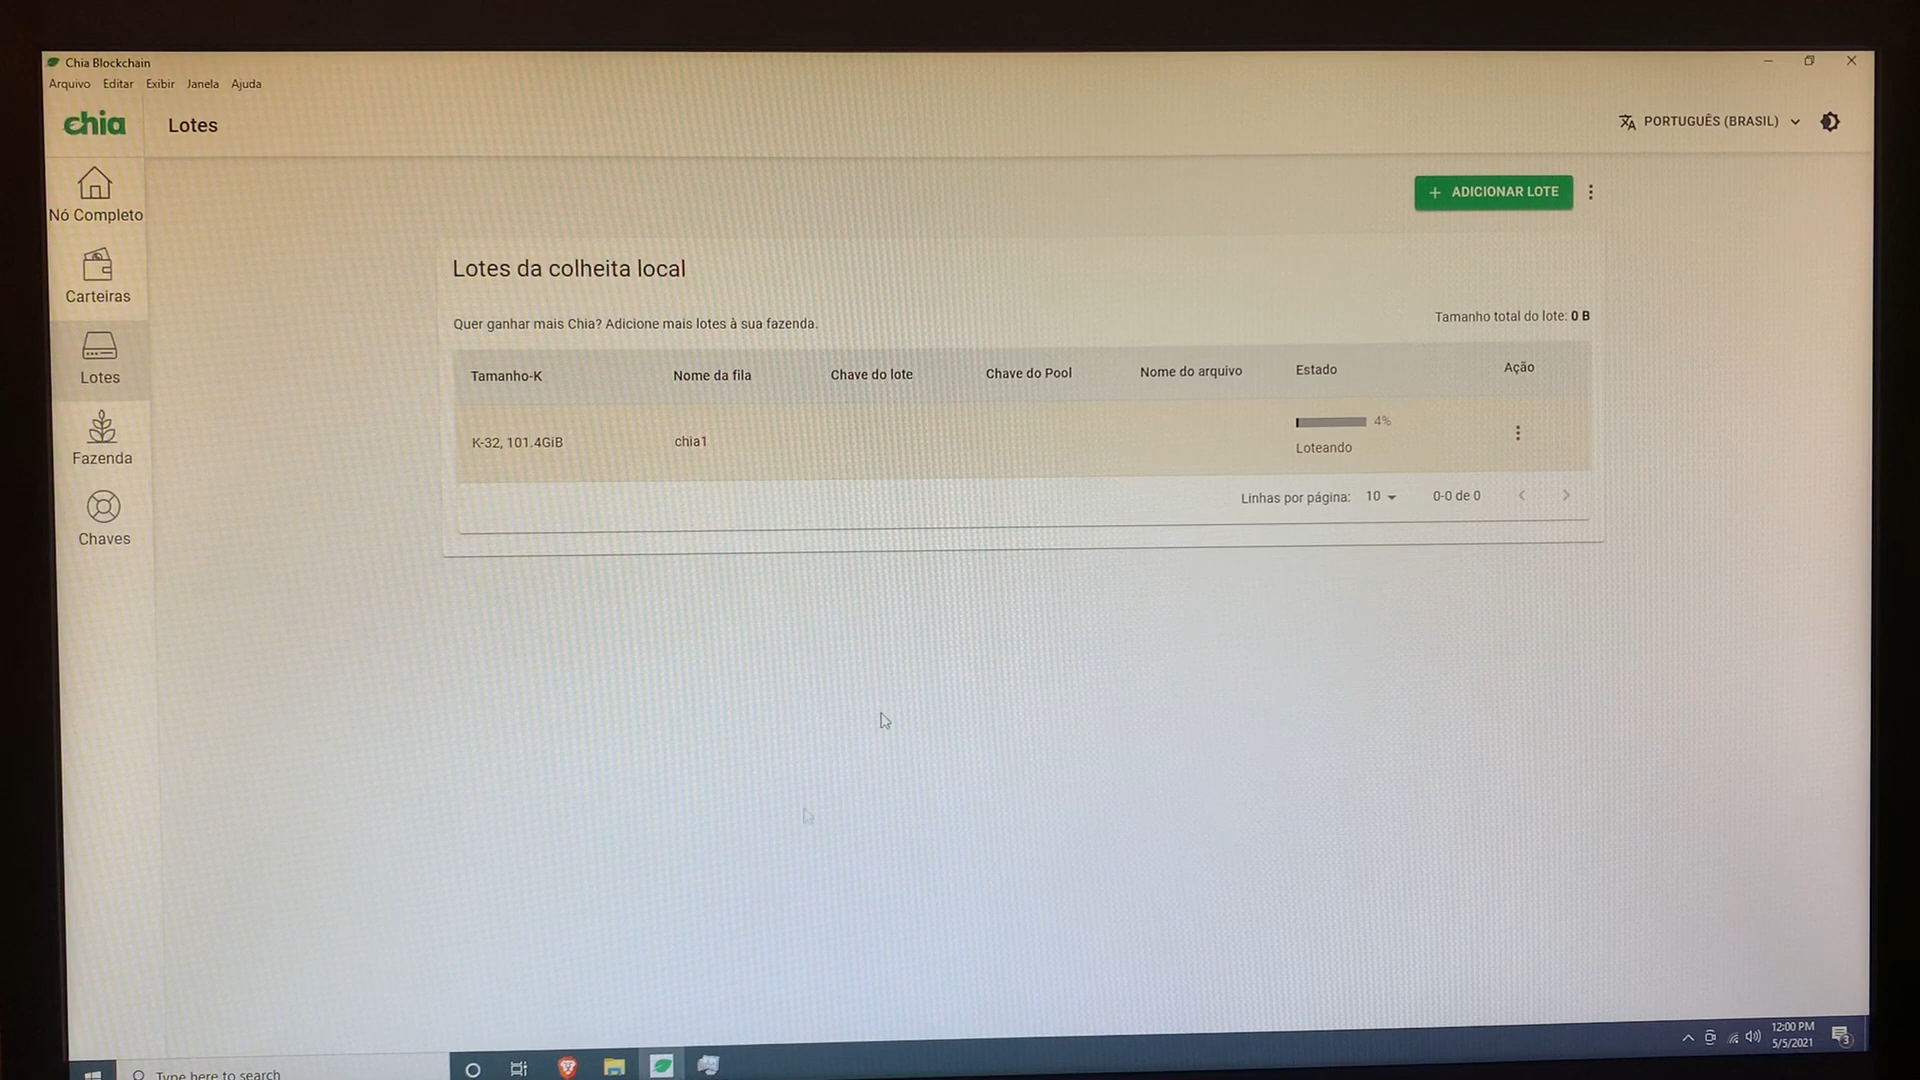 Chia Blockchain
Arquivo Editar Exibir Janela Ajuda
chia
Lotes
PORTUGUÊS (BRASIL)
Nó Completo
Carteiras
Lotes
Fazenda
Chaves
+ ADICIONAR LOTE
Lotes da colheita local
Quer ganhar mais Chia? Adicione mais lotes à sua fazenda.
Tamanho total do lote: 0 B
Tamanho-K Nome da fila Chave do lote Chave do Pool Nome do arquivo Estado Ação
K-32, 101.4GiB chia1 4%
Loteando
Linhas por página: 10 0-0 de 0
Type here to search
12:00 PM
5/5/2021
3